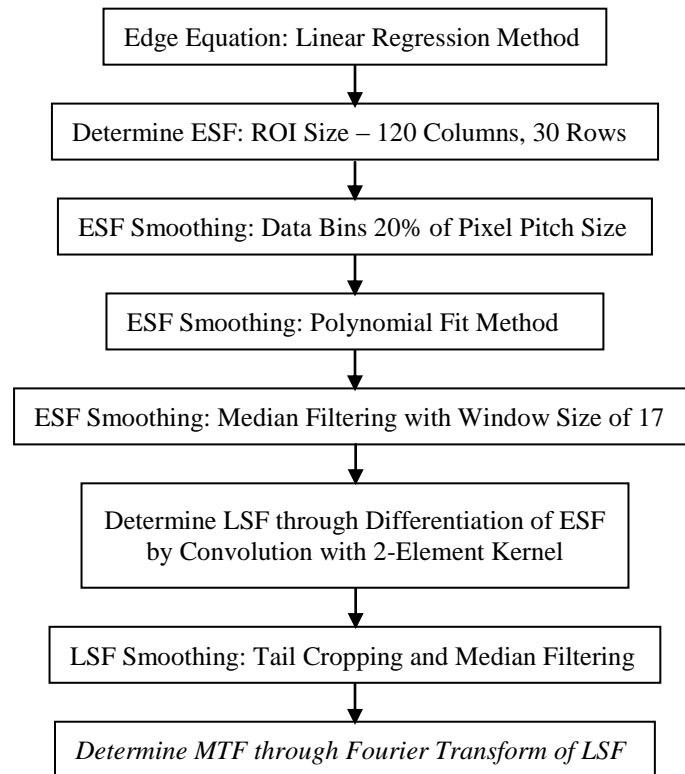 Edge Equation: Linear Regression Method
Determine ESF: ROI Size – 120 Columns, 30 Rows
ESF Smoothing: Data Bins 20% of Pixel Pitch Size
ESF Smoothing: Polynomial Fit Method
ESF Smoothing: Median Filtering with Window Size of 17
Determine LSF through Differentiation of ESF
by Convolution with 2-Element Kernel
LSF Smoothing: Tail Cropping and Median Filtering
Determine MTF through Fourier Transform of LSF